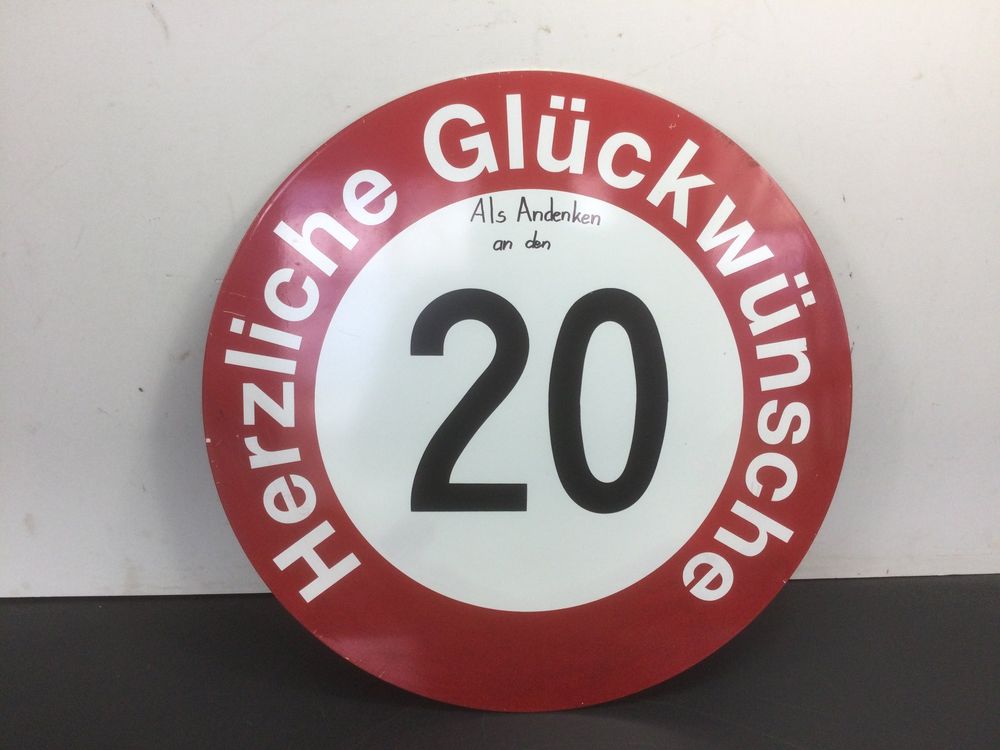 Herzliche Glückwünsche
Als Andenken
an den
20